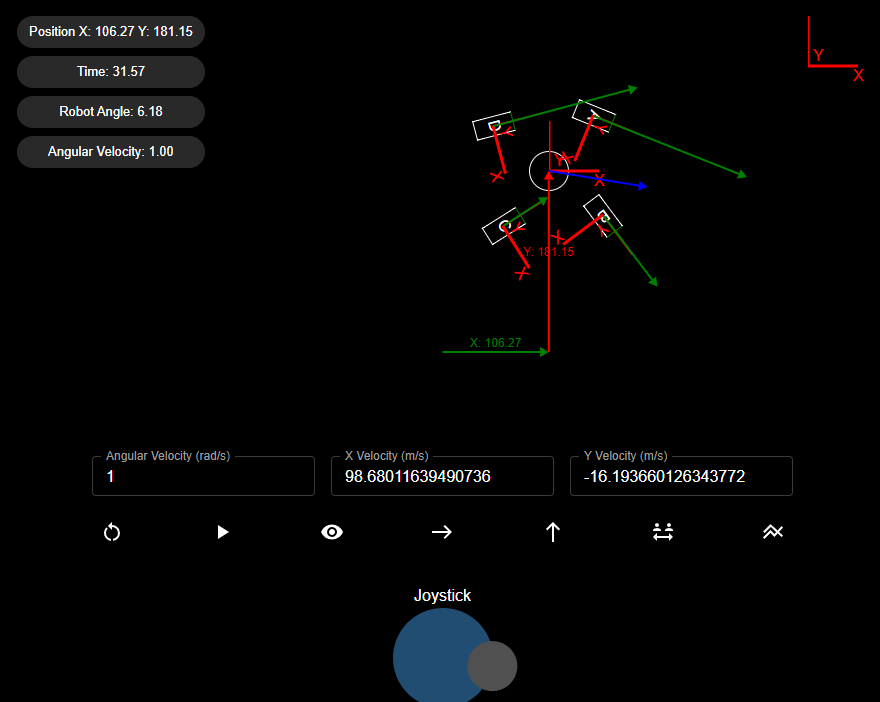 Position X: 106.27 Y: 181.15
Time: 31.57
Robot Angle: 6.18
Angular Velocity: 1.00
Y
X
D
Y
X
A
Y
X
Y
X
C
Y
X
B
Y
X
Y: 181.15
X: 106.27
Angular Velocity (rad/s)
1
X Velocity (m/s)
98.68011639490736
Y Velocity (m/s)
-16.193660126343772
Joystick